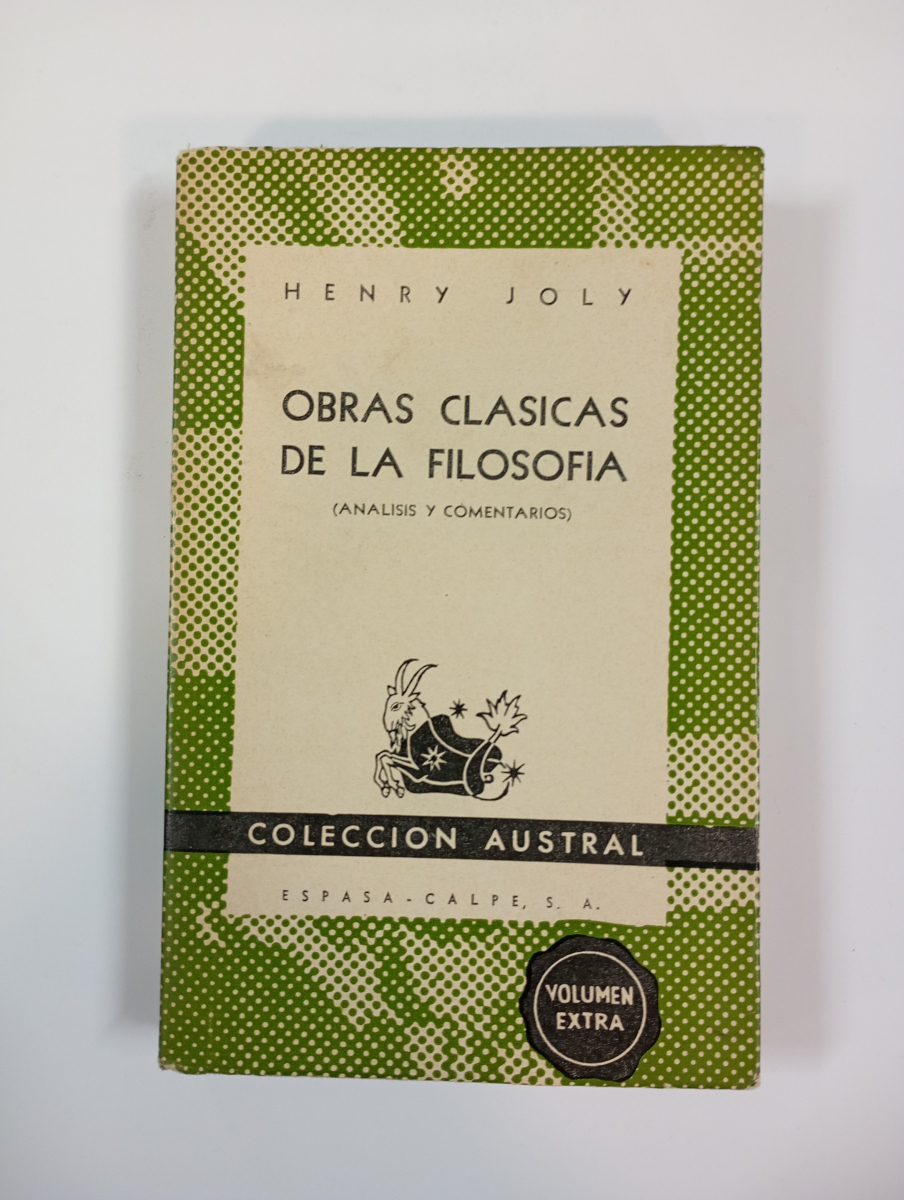 HENRY JOLY
OBRAS CLASICAS
DE LA FILOSOFIA
(ANALISIS Y COMENTARIOS)
COLECCION AUSTRAL
ESPASA-CALPE, S. A.
VOLUMEN
EXTRA